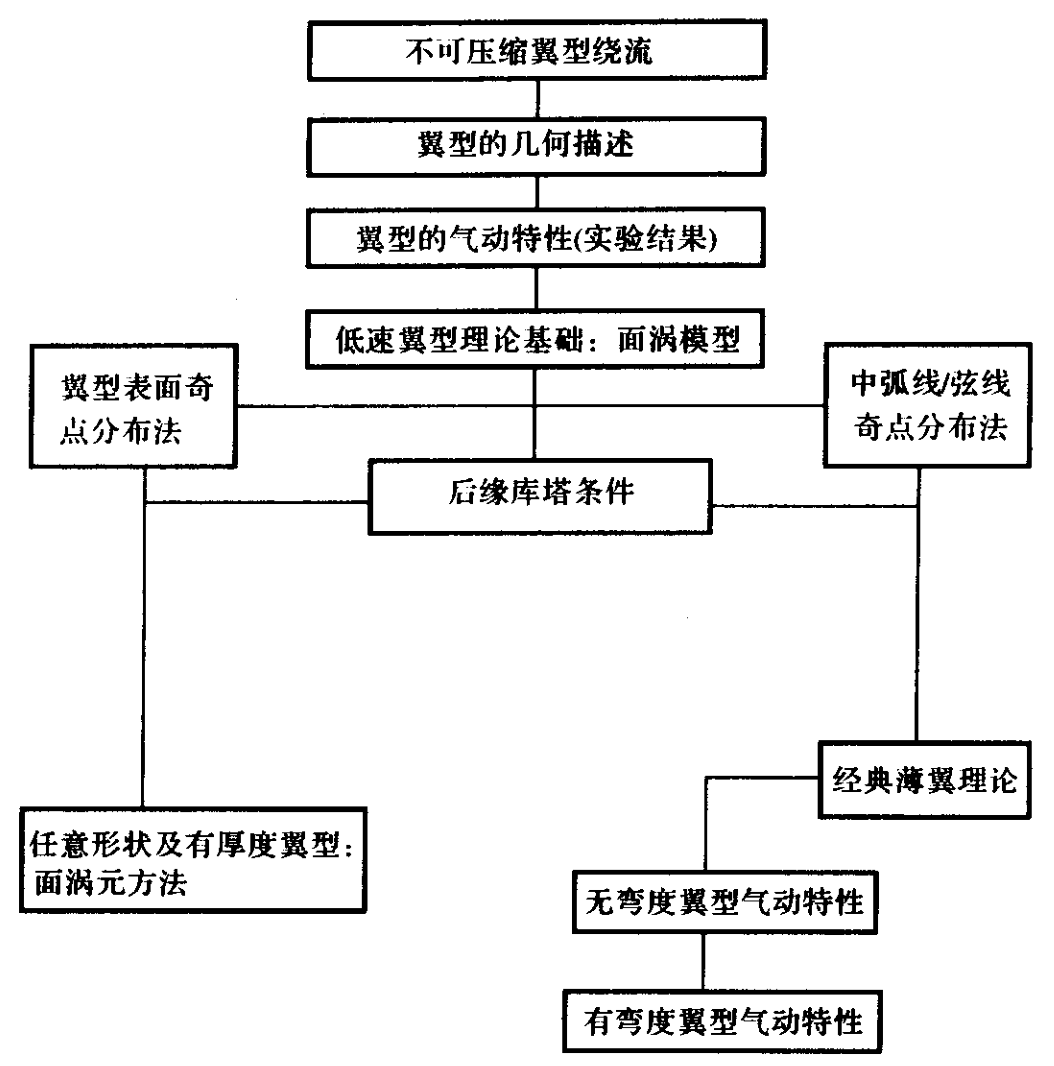 不可压缩翼型绕流
翼型的几何描述
翼型的气动特性(实验结果)
低速翼型理论基础：面涡模型
翼型表面奇
点分布法
中弧线/弦线
奇点分布法
后缘库塔条件
经典薄翼理论
任意形状及有厚度翼型：
面涡元方法
无弯度翼型气动特性
有弯度翼型气动特性